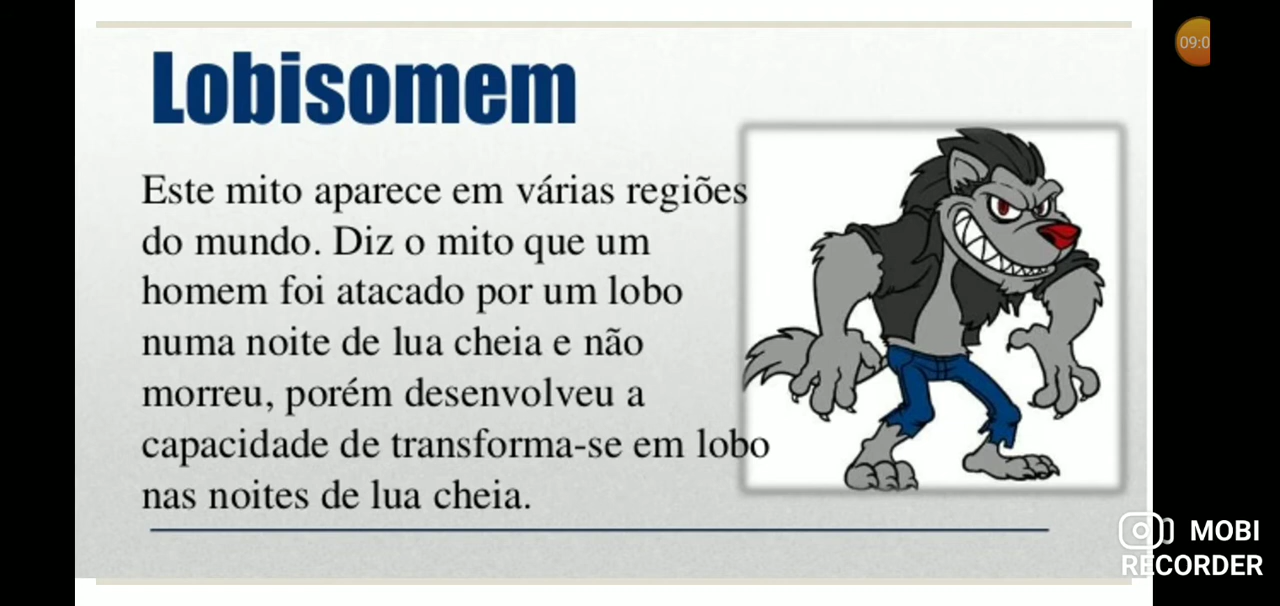 Lobisomem
Este mito aparece em várias regiões
do mundo. Diz o mito que um
homem foi atacado por um lobo
numa noite de lua cheia e não
morreu, porém desenvolveu a
capacidade de transforma-se em lobo
nas noites de lua cheia.
09:0
MOBI
RECORDER